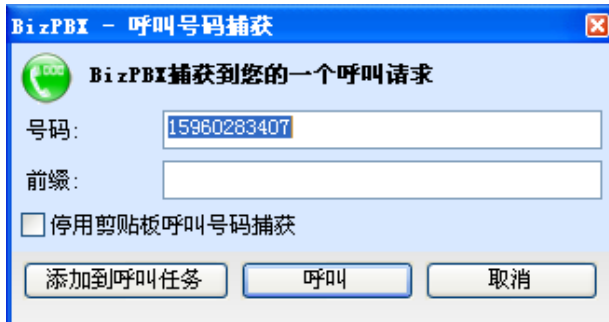 BizPBX - 呼叫号码捕获
BizPBX捕获到您的一个呼叫请求
号码: 15960283407
前缀:
停用剪贴板呼叫号码捕获
添加到呼叫任务 呼叫 取消